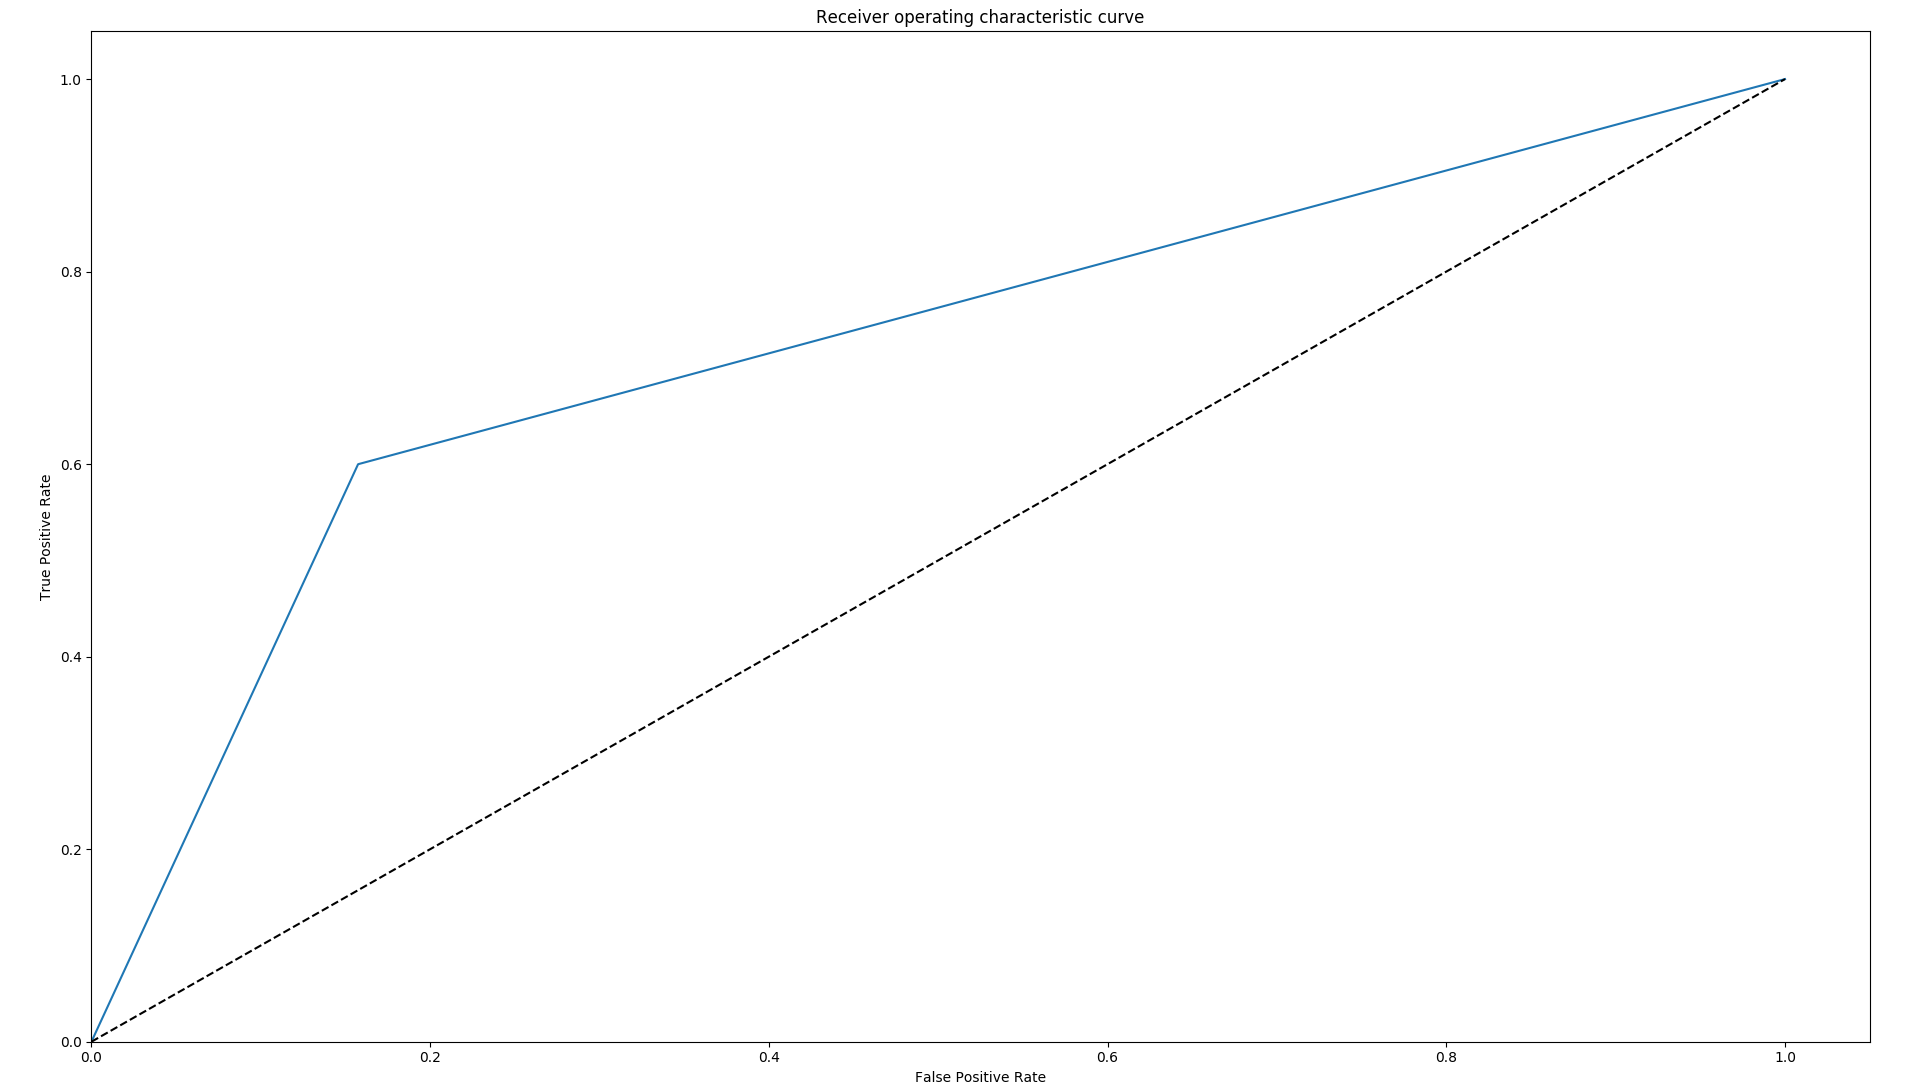 Receiver operating characteristic curve
1.0
0.8
0.6
0.4
0.2
0.0
True Positive Rate
0.0 0.2 0.4 0.6 0.8 1.0
False Positive Rate